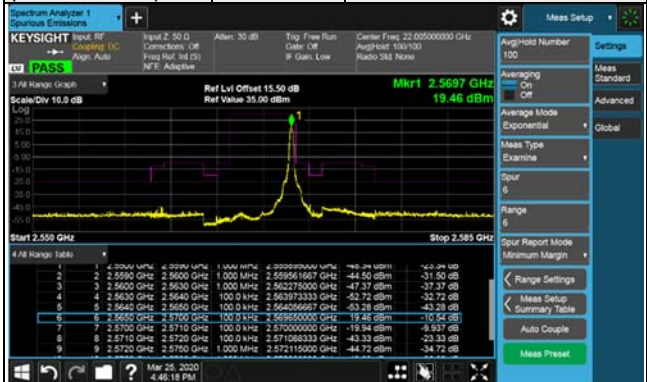 Spectrum Analyzer 1
Spurious Emissions
Meas Setup
KEYSIGHT Input: RF
Coupling: DC
Align: Auto
Input Z: 50 Ω
Corrections: Off
Freq Ref: Int (S)
NFE: Adaptive
Atten: 30 dB
Trig: Free Run
Gate: Off
IF Gain: Low
Center Freq: 22.005000000 GHz
Avg|Hold: 100/100
Radio Std: None
LW PASS
3 All Range Graph
Scale/Div 10.0 dB
Ref Lvl Offset 15.50 dB
Ref Value 35.00 dBm
Mkr1 2.5697 GHz
19.46 dBm
Log
25.0
15.0
5.00
-5.00
-15.0
-25.0
-35.0
-45.0
-55.0
1
Start 2.550 GHz
Stop 2.585 GHz
4 All Range Table
2 2 2.5590 GHz 2.5600 GHz 1.000 MHz 2.559561667 GHz -44.50 dBm -31.50 dB
3 3 2.5600 GHz 2.5630 GHz 1.000 MHz 2.562275000 GHz -47.37 dBm -37.37 dB
4 4 2.5630 GHz 2.5640 GHz 100.0 kHz 2.563973333 GHz -52.72 dBm -32.72 dB
5 5 2.5640 GHz 2.5650 GHz 100.0 kHz 2.564056667 GHz -53.28 dBm -43.28 dB
6 6 2.5650 GHz 2.5700 GHz 100.0 kHz 2.569650000 GHz 19.46 dBm -10.54 dB
7 7 2.5700 GHz 2.5710 GHz 100.0 kHz 2.570000000 GHz -19.94 dBm -9.937 dB
8 8 2.5710 GHz 2.5720 GHz 100.0 kHz 2.571088333 GHz -43.33 dBm -23.33 dB
9 9 2.5720 GHz 2.5750 GHz 1.000 MHz 2.572115000 GHz -44.72 dBm -34.72 dB
Avg|Hold Number
100
Averaging
On
Off
Average Mode
Exponential
Meas Type
Examine
Spur
6
Range
6
Spur Report Mode
Minimum Margin
Range Settings
Meas Setup
Summary Table
Auto Couple
Meas Preset
Settings
Meas
Standard
Advanced
Global
?
Mar 25, 2020
4:46:18 PM